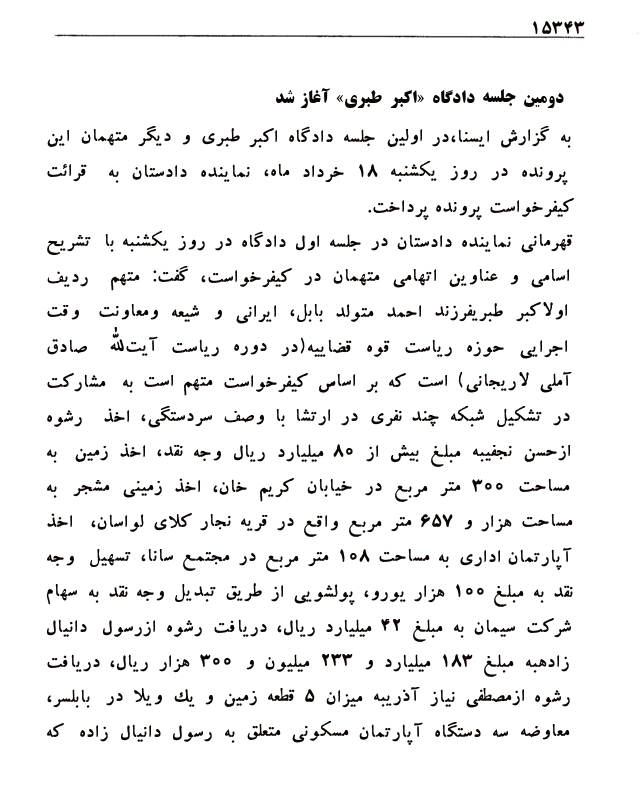 ۱۵۳۴۳
دومین جلسه دادگاه «اکبر طبری» آغاز شد
به گزارش ایسنا،در اولین جلسه دادگاه اکبر طبری و دیگر متهمان این
پرونده در روز یکشنبه ۱۸ خرداد ماه، نماینده دادستان به قرائت
کیفرخواست پرونده پرداخت.
قهرمانی نماینده دادستان در جلسه اول دادگاه در روز یکشنبه با تشریح
اسامی و عناوین اتهامی متهمان در کیفرخواست، گفت: متهم ردیف
اولاکبر طبریفرزند احمد متولد بابل، ایرانی و شیعه ومعاونت وقت
اجرایی حوزه ریاست قوه قضاییه(در دوره ریاست آیتالله صادق
آملی لاریجانی) است که بر اساس کیفرخواست متهم است به مشارکت
در تشکیل شبکه چند نفری در ارتشا با وصف سردستگی، اخذ رشوه
ازحسن نجفیبه مبلغ بیش از ۸۰ میلیارد ریال وجه نقد، اخذ زمین به
مساحت ۳۰۰ متر مربع در خیابان کریم خان، اخذ زمینی مشجر به
مساحت هزار و ۶۵۷ متر مربع واقع در قریه نجار کلای لواسان، اخذ
آپارتمان اداری به مساحت ۱۰۸ متر مربع در مجتمع سانا، تسهیل وجه
نقد به مبلغ ۱۰۰ هزار یورو، پولشویی از طریق تبدیل وجه نقد به سهام
شرکت سیمان به مبلغ ۴۲ میلیارد ریال، دریافت رشوه ازرسول دانیال
زادهبه مبلغ ۱۸۳ میلیارد و ۲۳۳ میلیون و ۳۰۰ هزار ریال، دریافت
رشوه ازمصطفی نیاز آذریبه میزان ۵ قطعه زمین و یك ویلا در بابلسر،
معاوضه سه دستگاه آپارتمان مسکونی متعلق به رسول دانیال زاده که